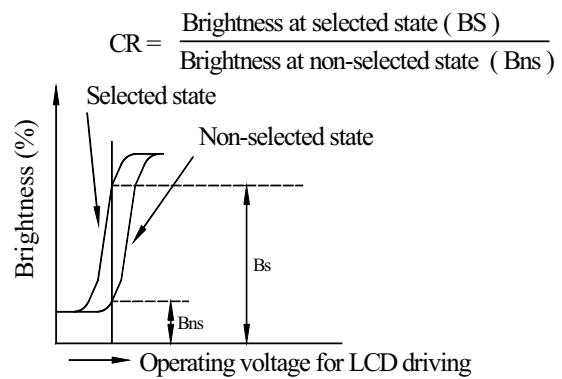 CR = Brightness at selected state ( BS )
Brightness at non-selected state ( Bns )
Selected state
Non-selected state
Brightness (%)
Bs
Bns
Operating voltage for LCD driving